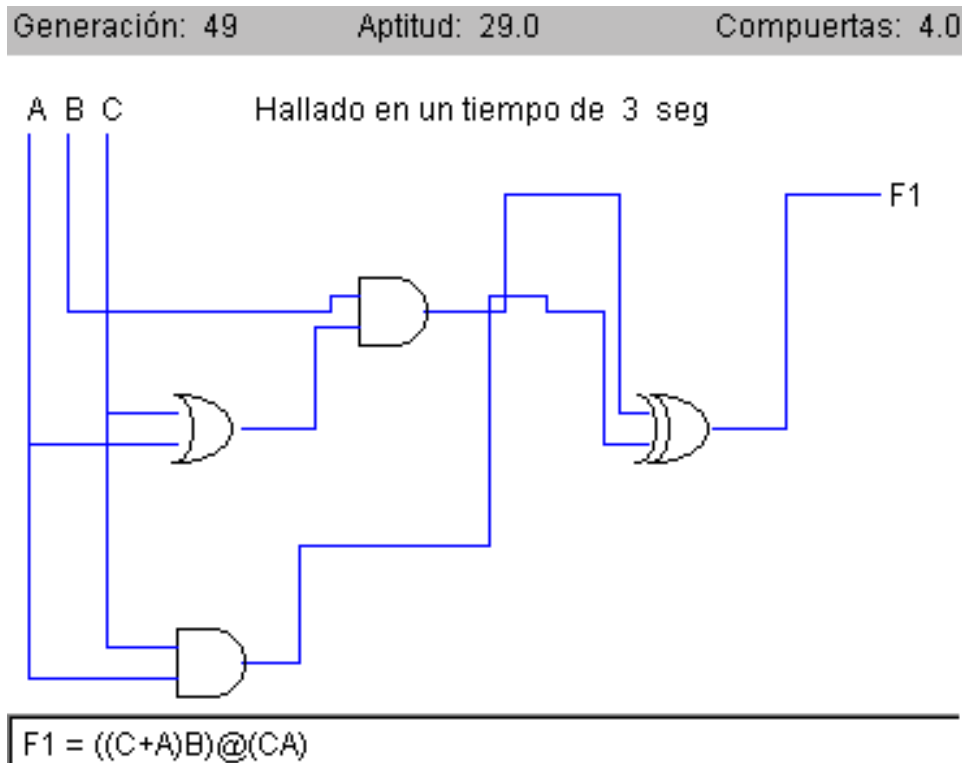 Generación: 49 Aptitud: 29.0 Compuertas: 4.0
A B C Hallado en un tiempo de 3 seg
F1
F1 = ((C+A)B)@(CA)